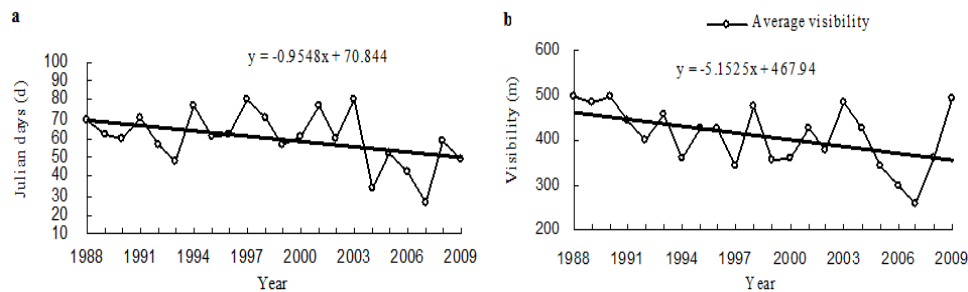 a
y = -0.9548x + 70.844
Julian days (d)
100
90
80
70
60
50
40
30
20
10
1988 1991 1994 1997 2000 2003 2006 2009
Year
b
Average visibility
y = -5.1525x + 467.94
Visibility (m)
600
500
400
300
200
1988 1991 1994 1997 2000 2003 2006 2009
Year